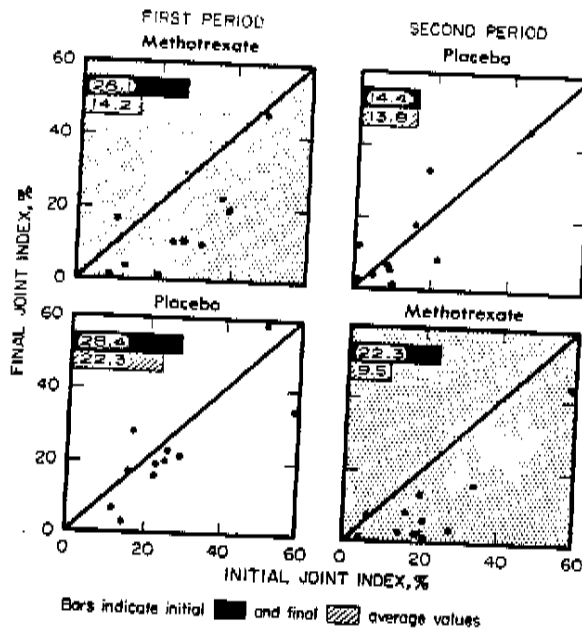 FIRST PERIOD
Methotrexate
SECOND PERIOD
Placebo
60
40
20
0
26.1
14.2
14.4
13.8
Placebo
Methotrexate
60
40
20
0
28.4
22.3
22.3
9.5
FINAL JOINT INDEX, %
0 20 40 60 0 20 40 60
INITIAL JOINT INDEX, %
Bars indicate initial and final average values